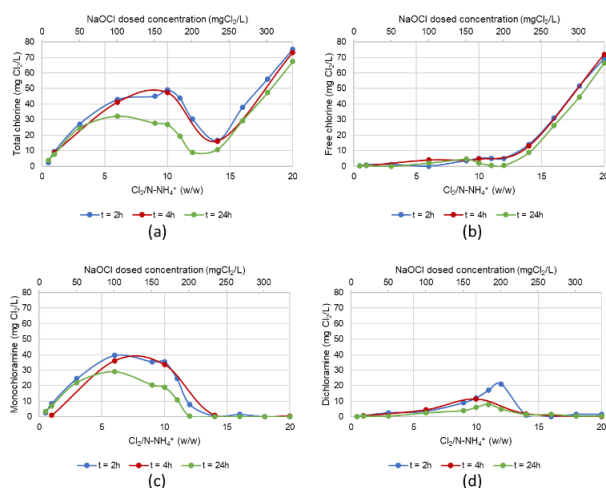 NaOCl dosed concentration (mgCl₂/L)
0 50 100 150 200 250 300
80
70
60
50
40
30
20
10
0
Total chlorine (mg Cl₂/L)
0 5 10 15 20
Cl₂/N-NH₄⁺ (w/w)
t = 2h t = 4h t = 24h
(a)
NaOCl dosed concentration (mgCl₂/L)
0 50 100 150 200 250 300
80
70
60
50
40
30
20
10
0
Free chlorine (mg Cl₂/L)
0 5 10 15 20
Cl₂/N-NH₄⁺ (w/w)
t = 2h t = 4h t = 24h
(b)
NaOCl dosed concentration (mgCl₂/L)
0 50 100 150 200 250 300
80
70
60
50
40
30
20
10
0
Monochloramine (mg Cl₂/L)
0 5 10 15 20
Cl₂/N-NH₄⁺ (w/w)
t = 2h t = 4h t = 24h
(c)
NaOCl dosed concentration (mgCl₂/L)
0 50 100 150 200 250 300
80
70
60
50
40
30
20
10
0
Dichloramine (mg Cl₂/L)
0 5 10 15 20
Cl₂/N-NH₄⁺ (w/w)
t = 2h t = 4h t = 24h
(d)